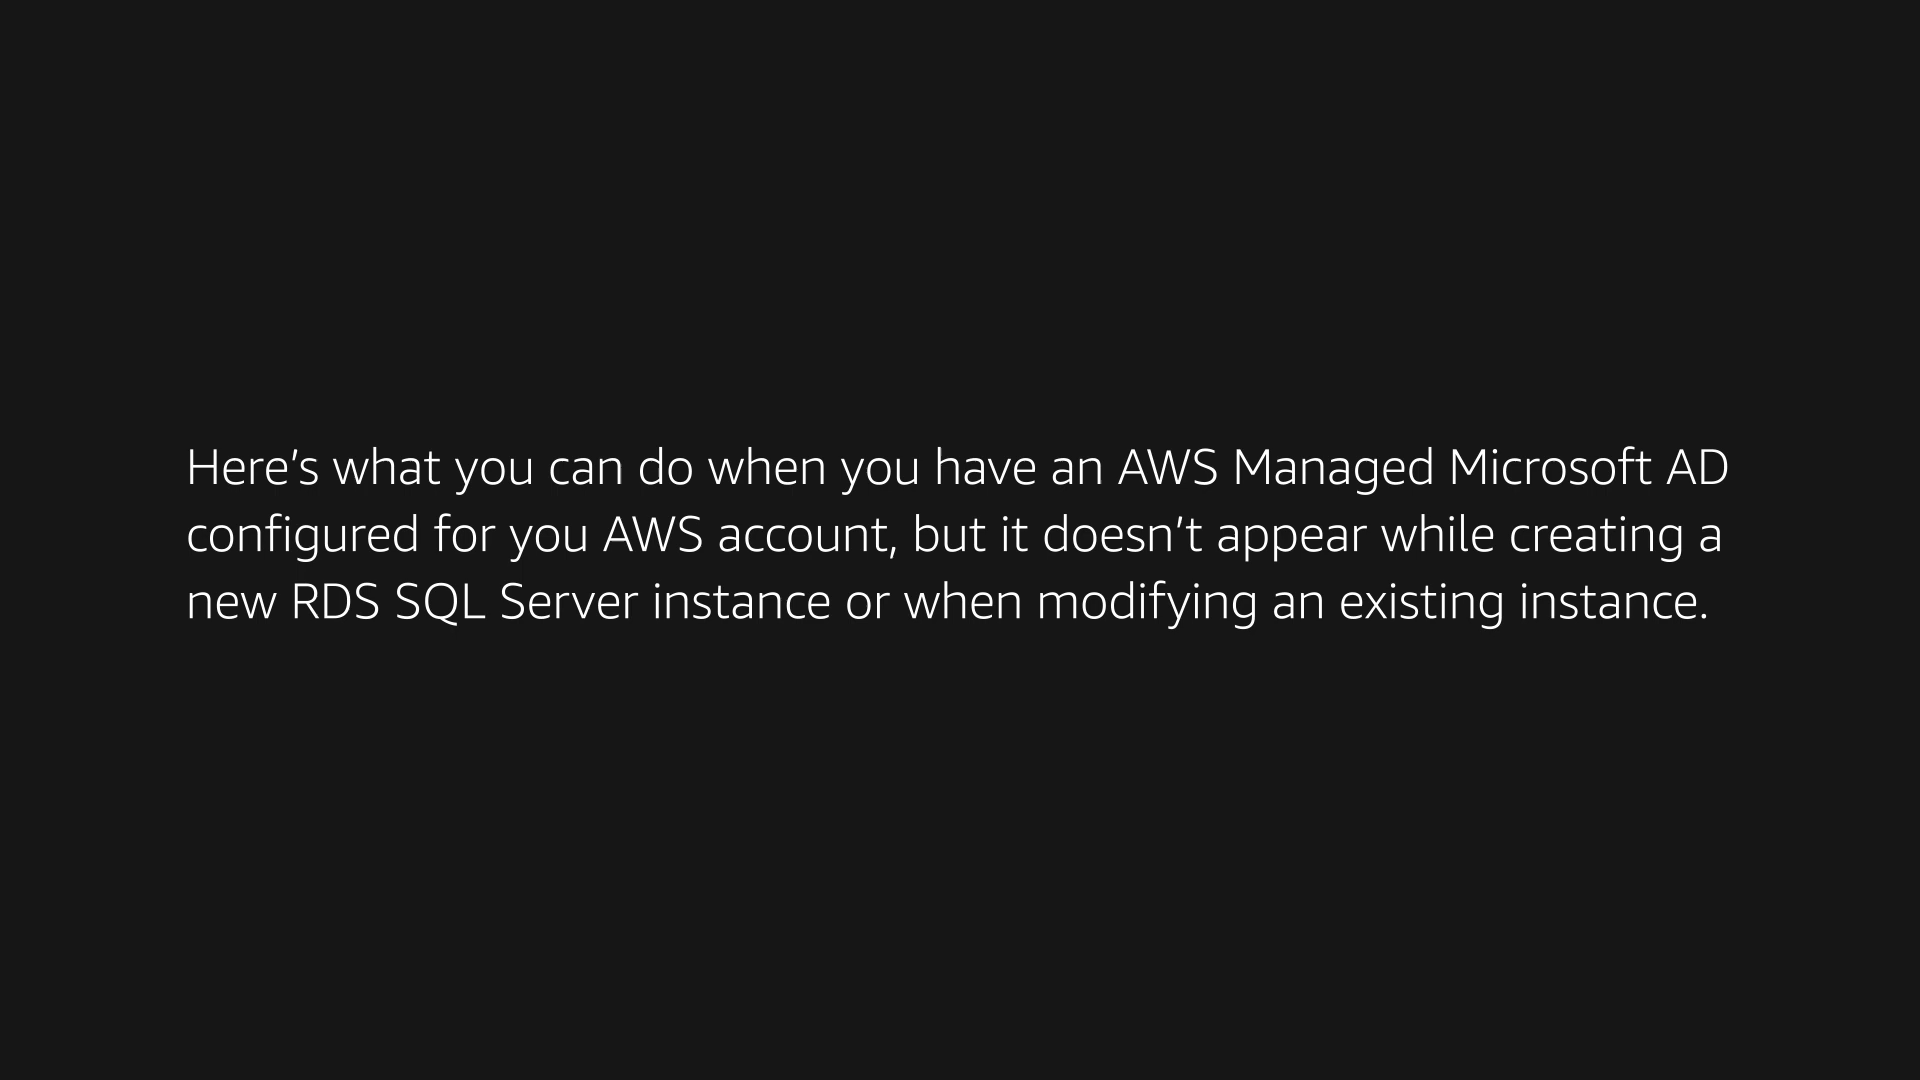 Here’s what you can do when you have an AWS Managed Microsoft AD
configured for you AWS account, but it doesn’t appear while creating a
new RDS SQL Server instance or when modifying an existing instance.